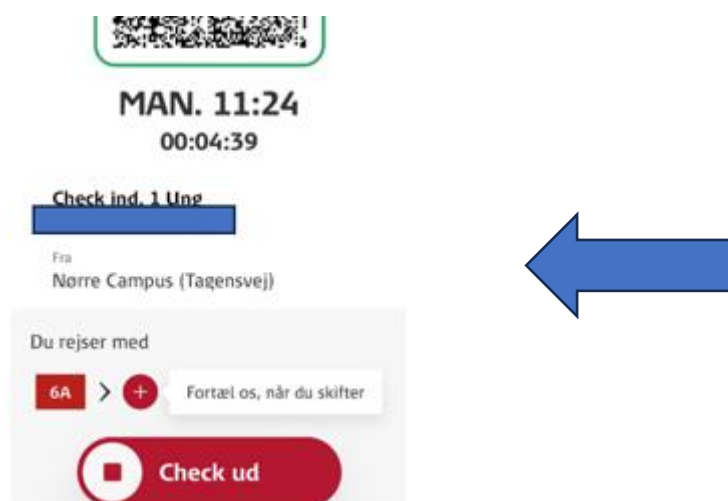 MAN. 11:24
00:04:39
Check ind, 1 Ung
Fra
Nørre Campus (Tagensvej)
Du rejser med
6A > + Fortæl os, når du skifter
Check ud